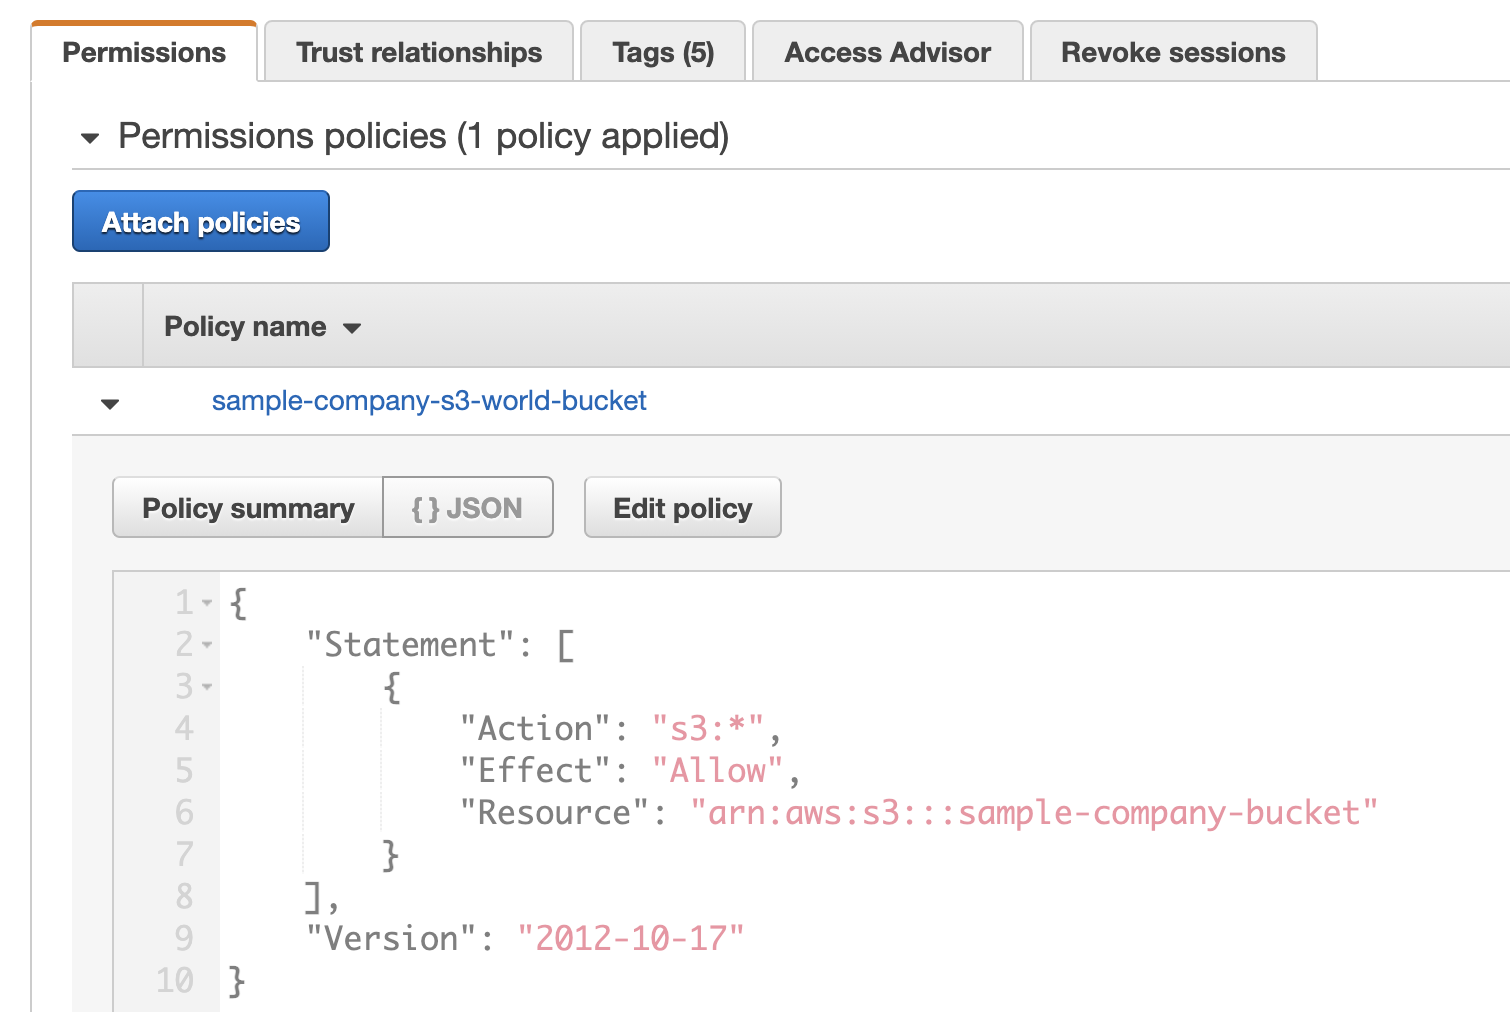 Permissions Trust relationships Tags (5) Access Advisor Revoke sessions
Permissions policies (1 policy applied)
Attach policies
Policy name
sample-company-s3-world-bucket
Policy summary { } JSON Edit policy
1 {
2 "Statement": [
3 {
4 "Action": "s3:*",
5 "Effect": "Allow",
6 "Resource": "arn:aws:s3:::sample-company-bucket"
7 }
8 ],
9 "Version": "2012-10-17"
10 }